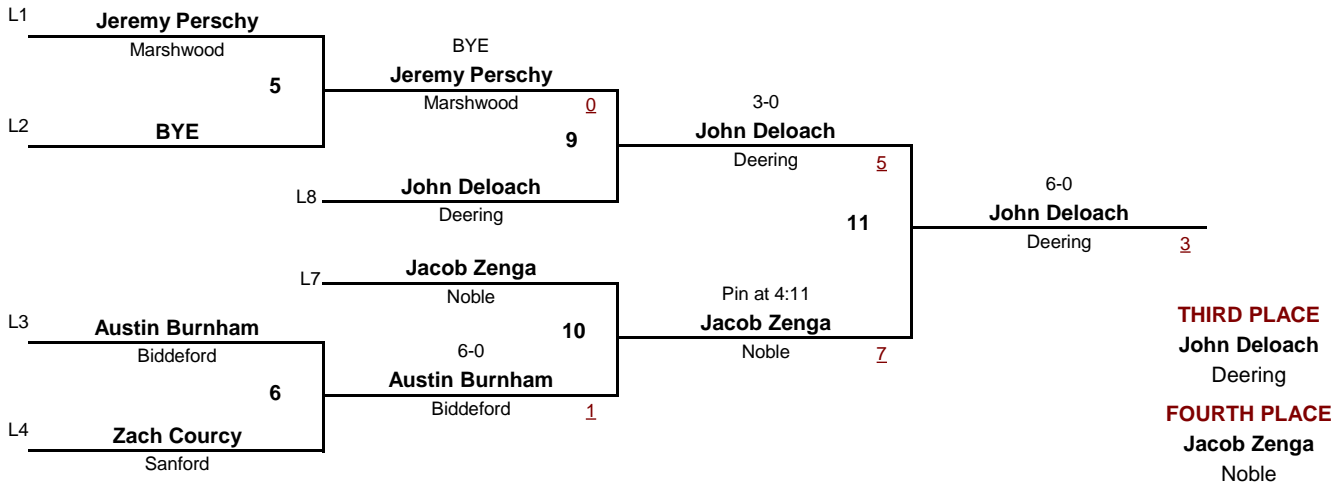 L1
Jeremy Perschy
Marshwood
5
L2
BYE
BYE
Jeremy Perschy
Marshwood
0
9
L8
John Deloach
Deering
3-0
John Deloach
Deering
5
11
6-0
John Deloach
Deering
3
L7
Jacob Zenga
Noble
10
L3
Austin Burnham
Biddeford
6
L4
Zach Courcy
Sanford
6-0
Austin Burnham
Biddeford
1
Pin at 4:11
Jacob Zenga
Noble
7
THIRD PLACE
John Deloach
Deering
FOURTH PLACE
Jacob Zenga
Noble